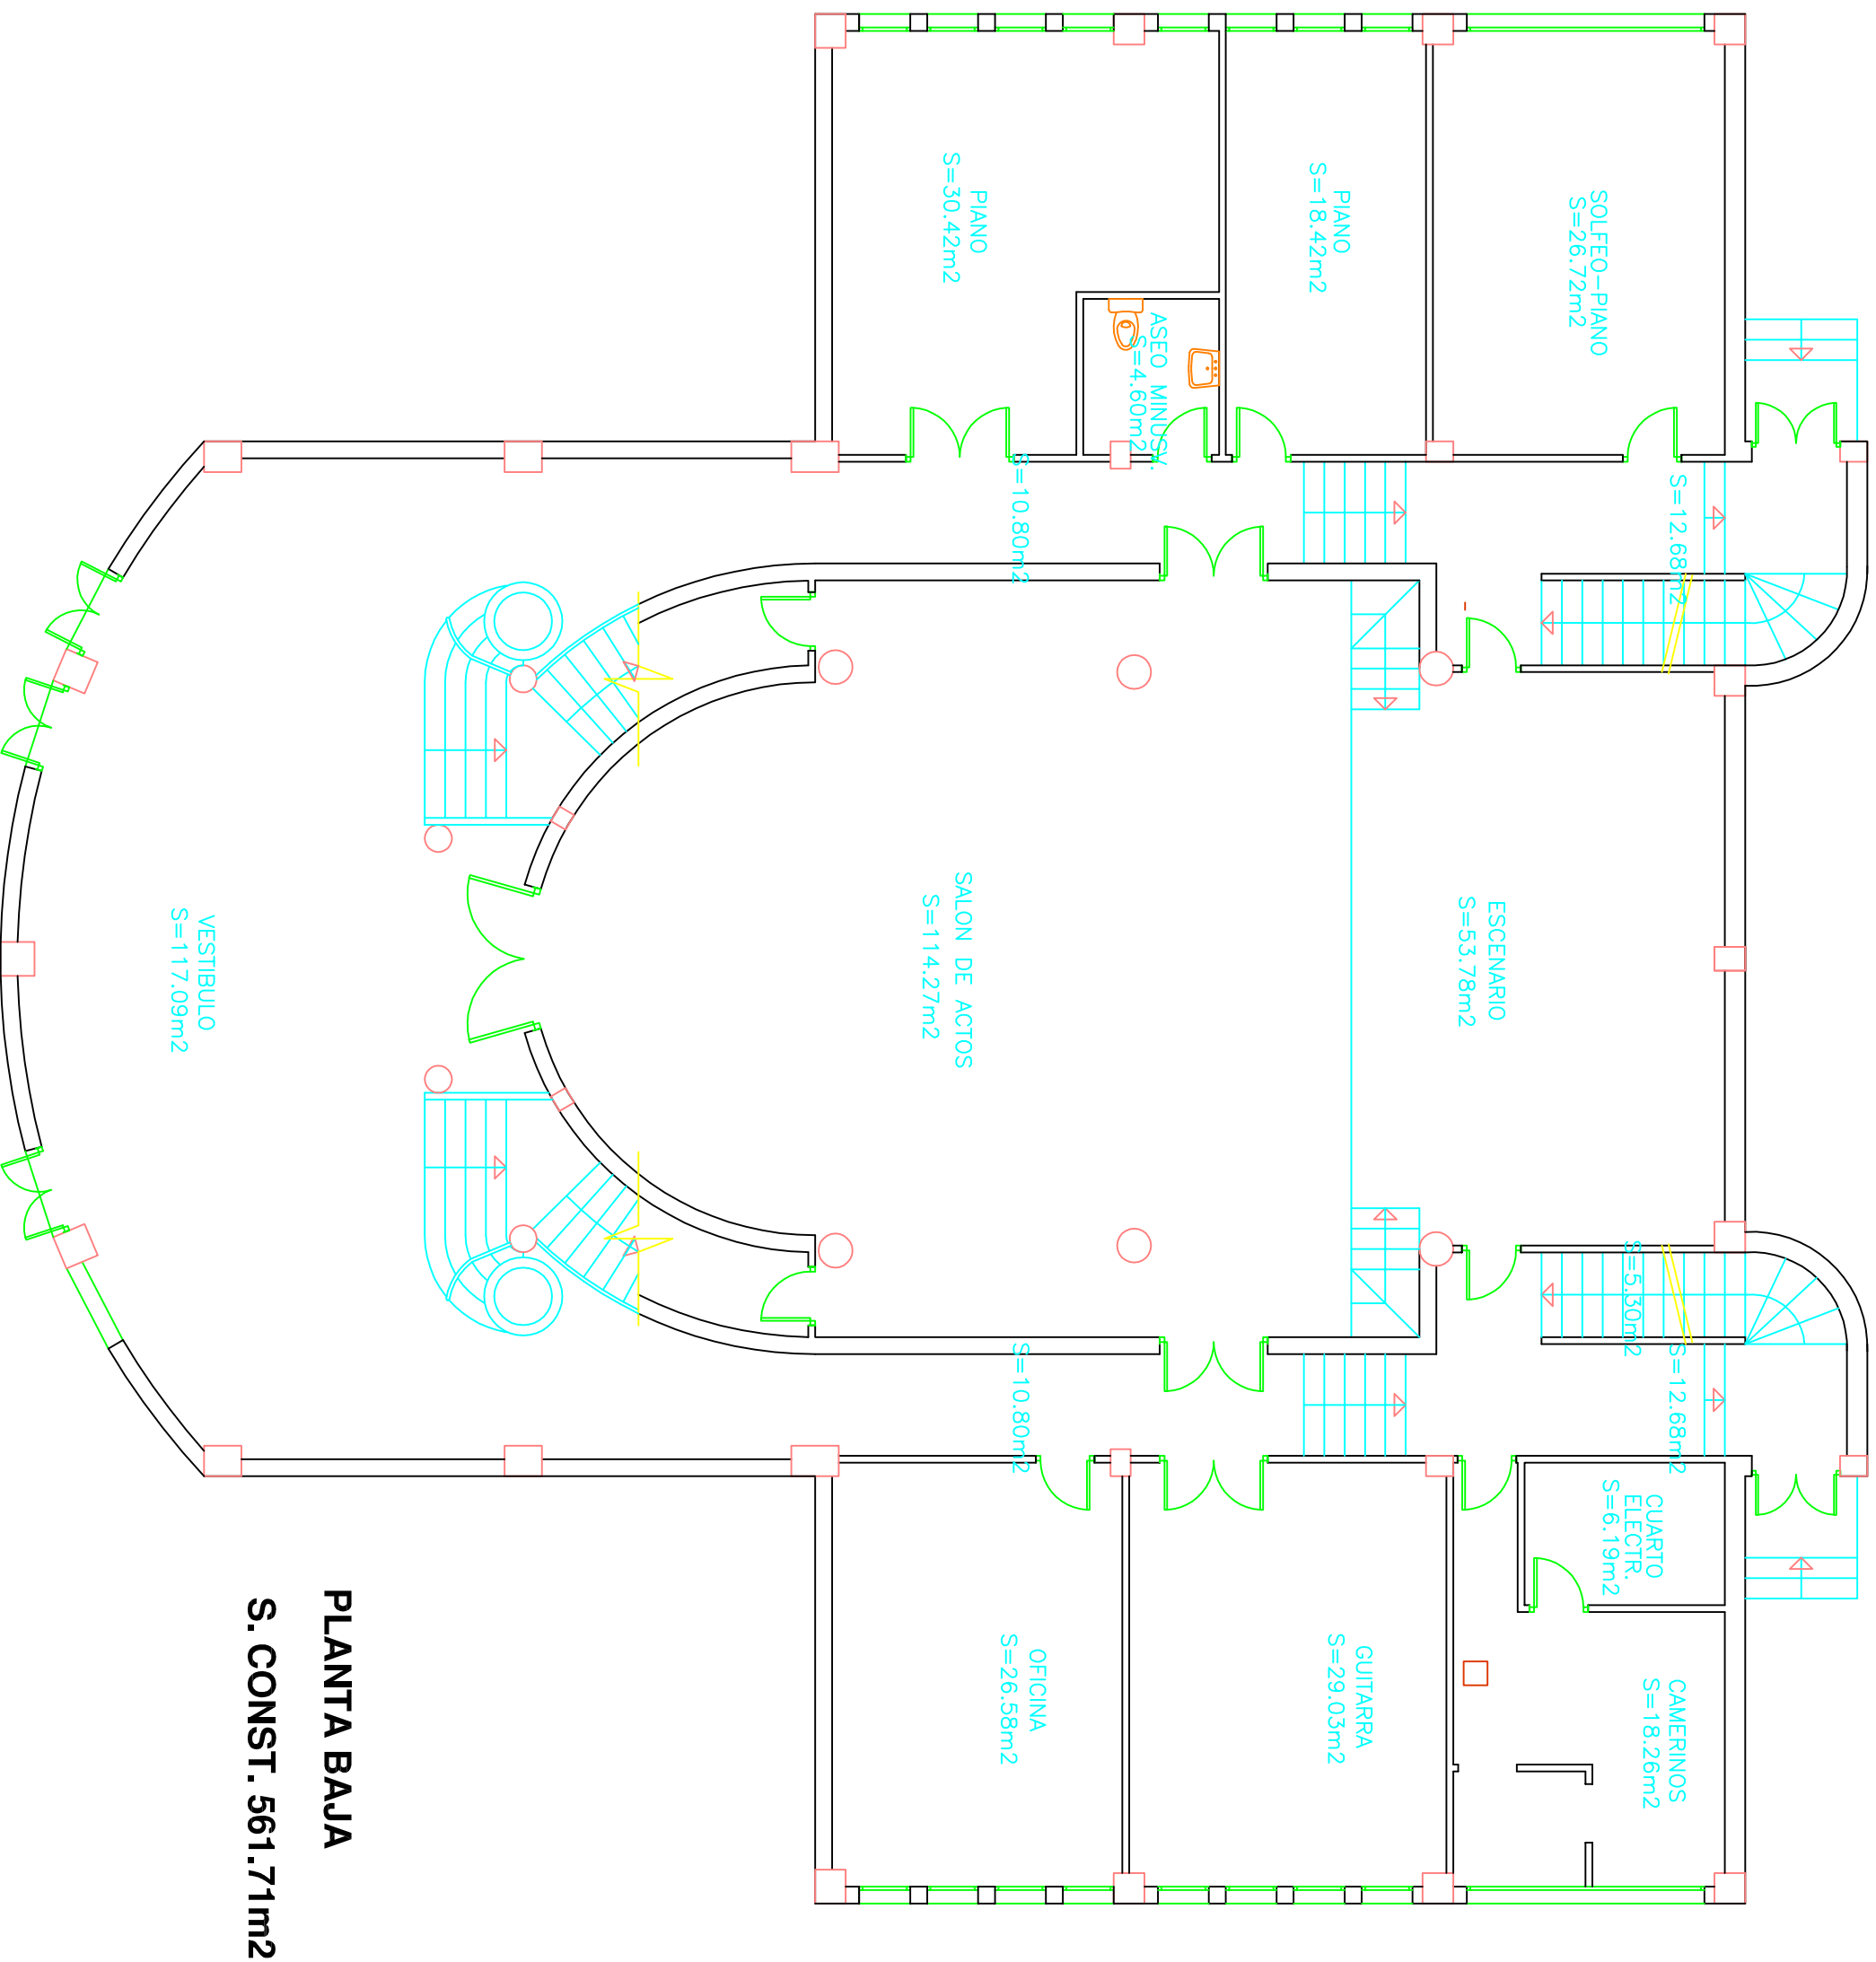 SOLFEO-PIANO
S=26.72m2
PIANO
S=18.42m2
ASEO MINUSV.
S=4.60m2
PIANO
S=30.42m2
S=12.68m2
S=10.80m2
ESCENARIO
S=53.78m2
SALON DE ACTOS
S=114.27m2
VESTIBULO
S=117.09m2
S=5.30m2
S=12.68m2
S=10.80m2
CUARTO
ELECTR.
S=6.19m2
CAMERINOS
S=18.26m2
GUITARRA
S=29.03m2
OFICINA
S=26.58m2
PLANTA BAJA
S. CONST. 561.71m2